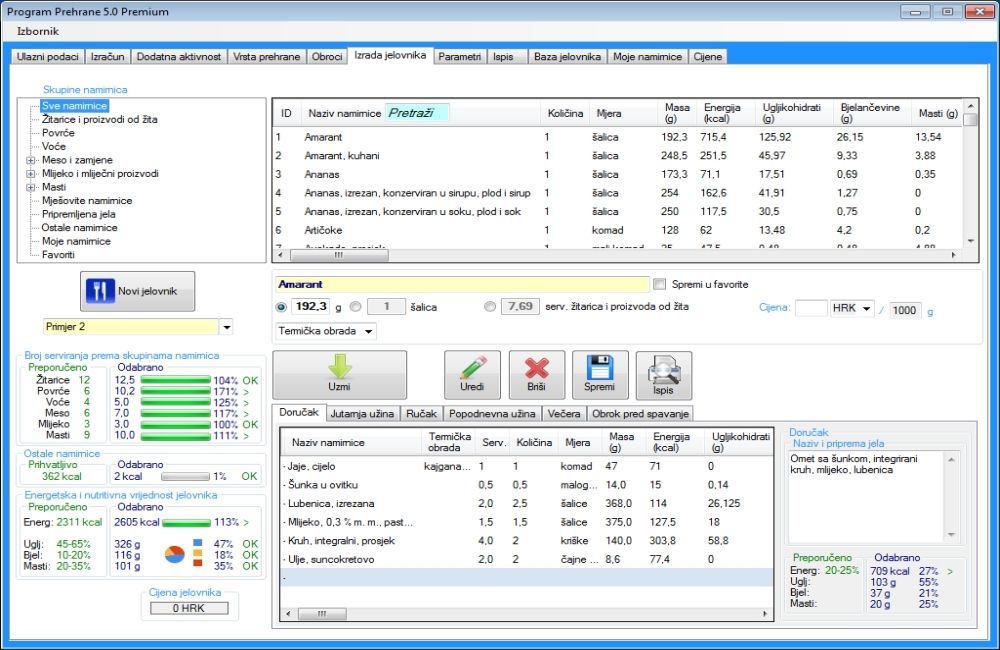 Program Prehrane 5.0 Premium
Izbornik
Ulazni podaci Izračun Dodatna aktivnost Vrsta prehrane Obroci Izrada jelovnika Parametri Ispis Baza jelovnika Moje namirnice Cijene
Skupine namirnica
Sve namirnice
Žitarice i proizvodi od žita
Povrće
Voće
Meso i zamjene
Mlijeko i mliječni proizvodi
Masti
Mješovite namirnice
Pripremljena jela
Ostale namirnice
Moje namirnice
Favoriti
ID Naziv namirnice Pretraži Količina Mjera Masa (g) Energija (kcal) Ugljikohidrati (g) Bjelančevine (g) Masti (g)
1 Amarant 1 šalica 192,3 715,4 125,92 26,15 13,54
2 Amarant, kuhani 1 šalica 248,5 251,5 45,97 9,33 3,88
3 Ananas 1 šalica 173,3 71,1 17,51 0,69 0,35
4 Ananas, izrezan, konzerviran u sirupu, plod i sirup 1 šalica 254 162,6 41,91 1,27 0
5 Ananas, izrezan, konzerviran u soku, plod i sok 1 šalica 250 117,5 30,5 0,75 0
6 Artičoke 1 komad 128 62 13,48 4,2 0,2
Novi jelovnik
Primjer 2
Amarant Spremi u favorite
192,3 g 1 šalica 7,69 serv. žitarica i proizvoda od žita Cijena: HRK / 1000 g
Termička obrada
Uzmi Uredi Briši Spremi Ispis
Broj serviranja prema skupinama namirnica
Preporučeno Odabrano
Žitarice 12 12,5 104% OK
Povrće 6 10,2 171% >
Voće 4 5,0 125% >
Meso 6 7,0 117% >
Mlijeko 3 3,0 100% OK
Masti 9 10,0 111% >
Ostale namirnice
Prihvatljivo Odabrano
362 kcal 2 kcal 1% OK
Energetska i nutritivna vrijednost jelovnika
Preporučeno Odabrano
Energ: 2311 kcal 2605 kcal 113% >
Uglj: 45-65% 326 g 47% OK
Bjel: 10-20% 116 g 18% OK
Masti: 20-35% 101 g 35% OK
Cijena jelovnika
0 HRK
Doručak Jutarnja užina Ručak Popodnevna užina Večera Obrok pred spavanje
Naziv namirnice Termička obrada Serv. Količina Mjera Masa (g) Energija (kcal) Ugljikohidrati (g)
- Jaje, cijelo kajgana... 1 1 komad 47 71 0
- Šunka u ovitku 0,5 0,5 malog... 14,0 15 0,14
- Lubenica, izrezana 2,0 2,5 šalice 368,0 114 26,125
- Mlijeko, 0,3 % m. m., past... 1,5 1,5 šalice 375,0 127,5 18
- Kruh, integralni, prosjek 4,0 2 kriške 140,0 303,8 58,8
- Ulje, suncokretovo 2,0 2 čajne ... 8,6 77,4 0
-
Doručak
Naziv i priprema jela
Omet sa šunkom, integrirani
kruh, mlijeko, lubenica
Preporučeno Odabrano
Energ: 20-25% 709 kcal 27% >
Uglj: 103 g 55%
Bjel: 37 g 21%
Masti: 20 g 25%